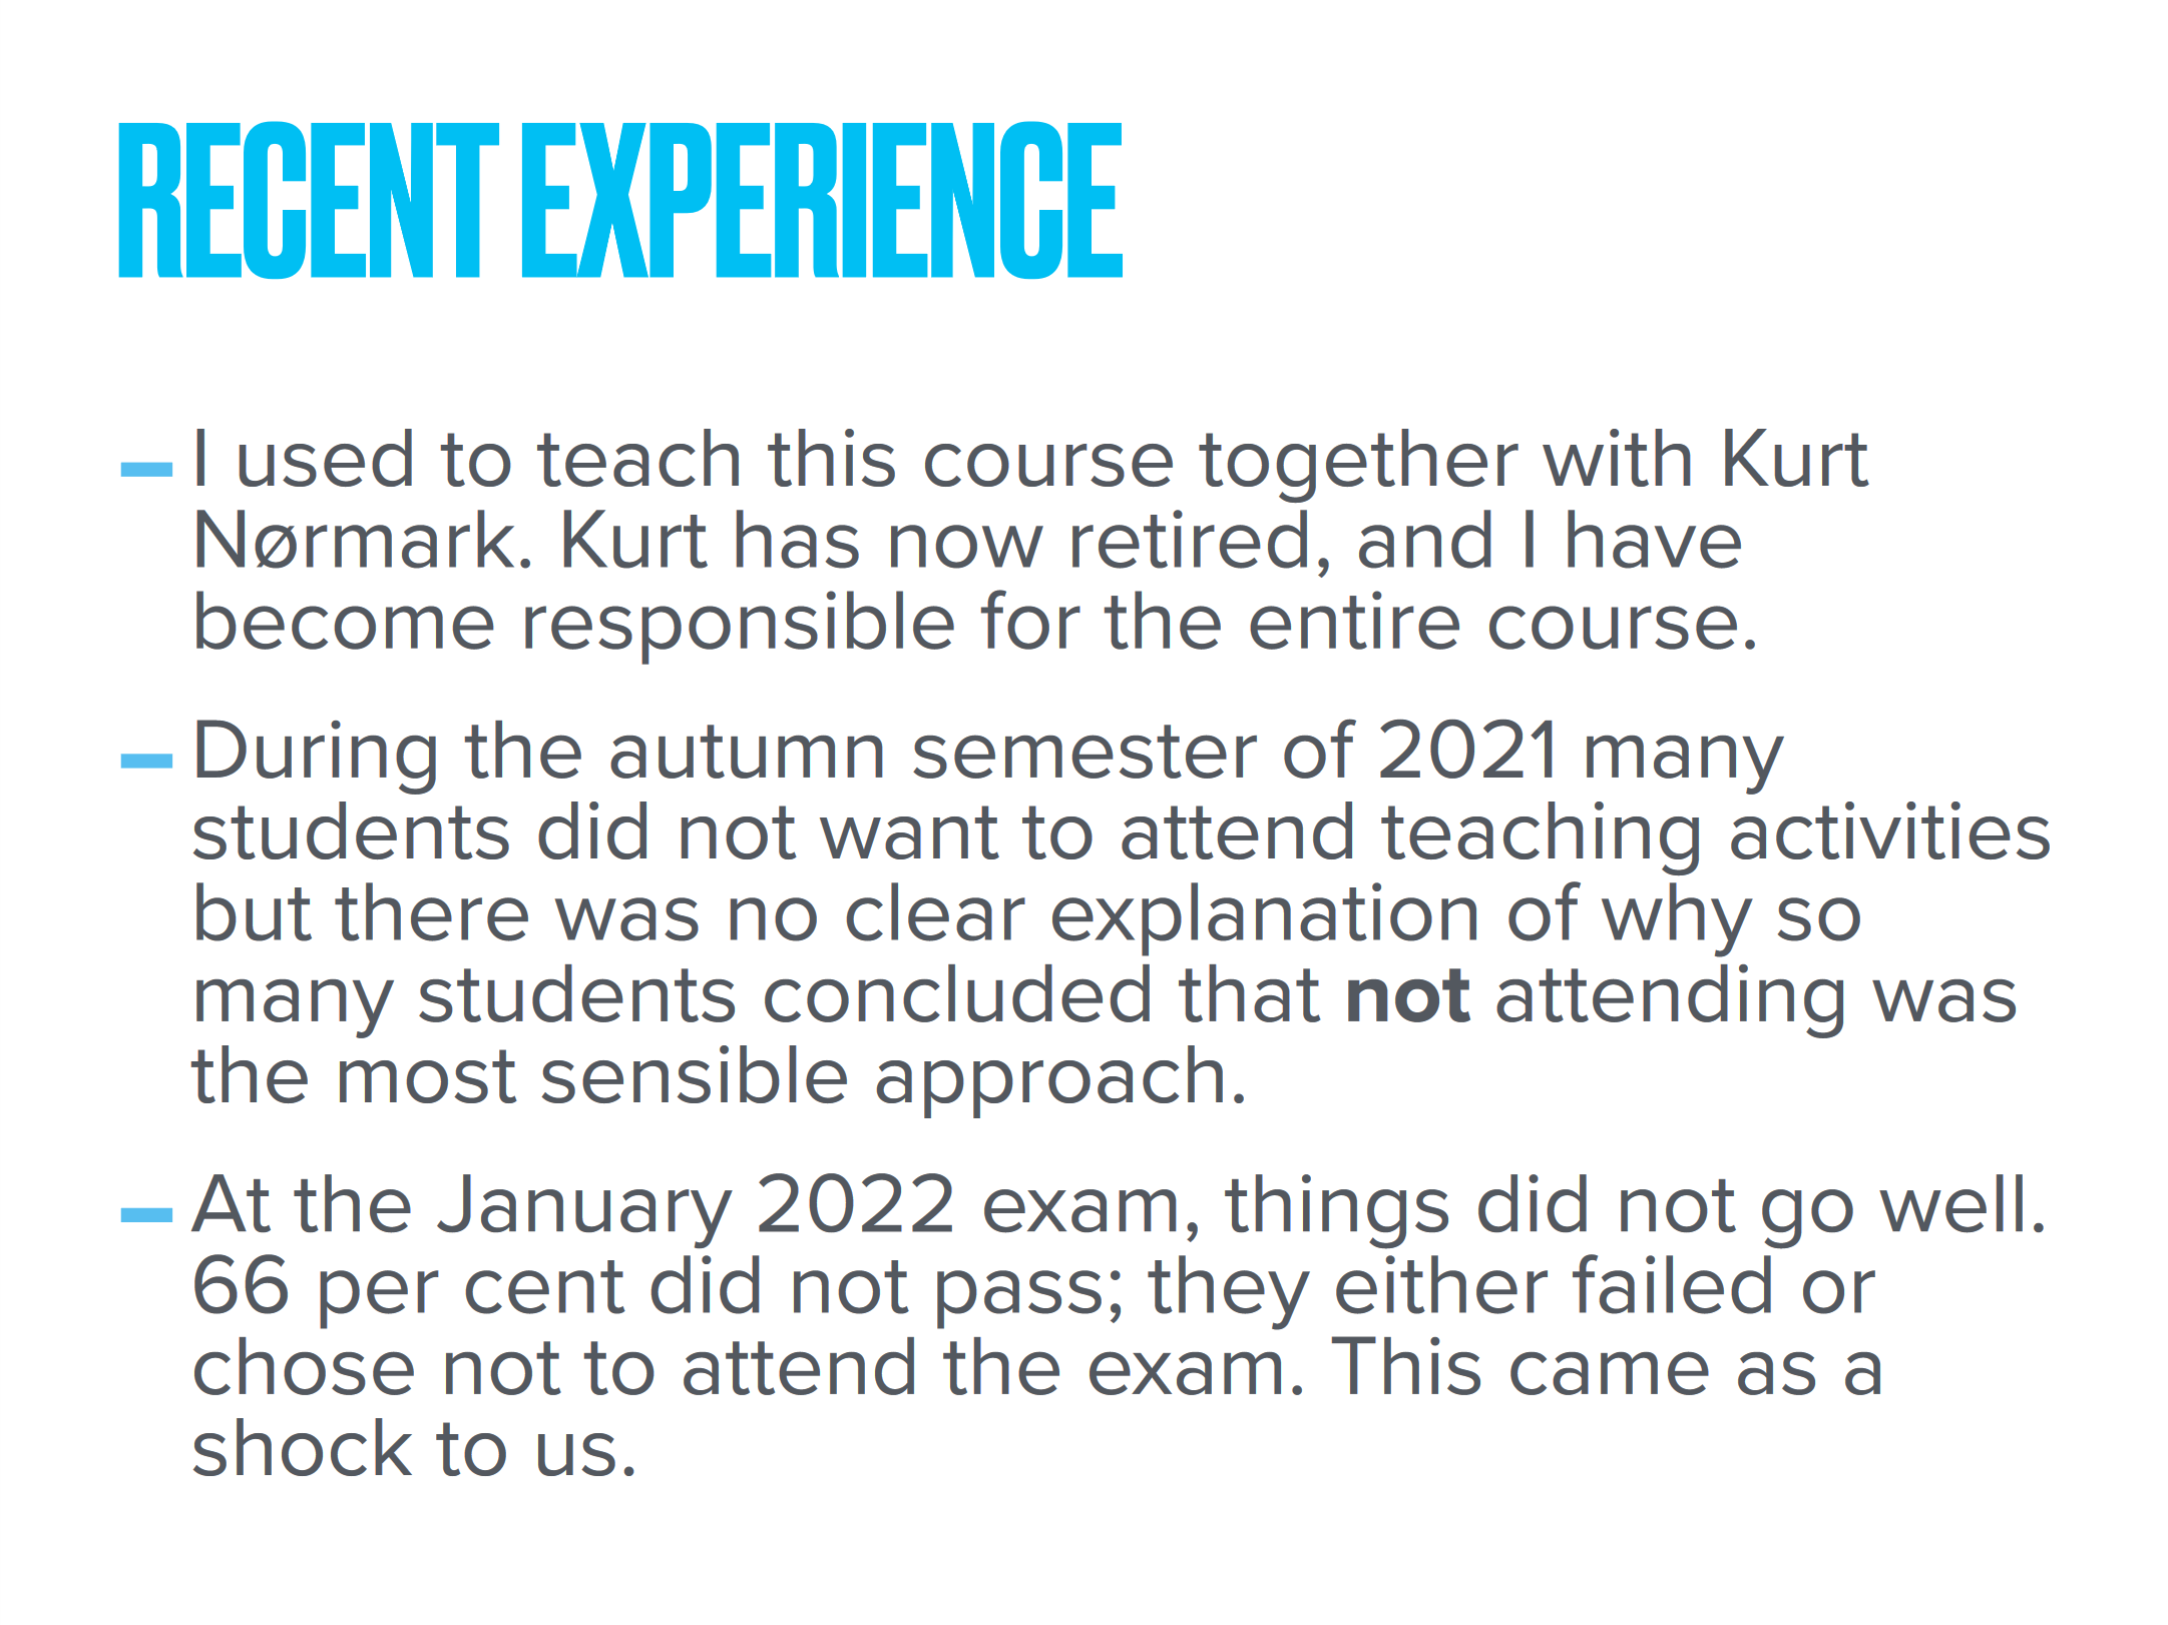 RECENT EXPERIENCE
– I used to teach this course together with Kurt
Nørmark. Kurt has now retired, and I have
become responsible for the entire course.
– During the autumn semester of 2021 many
students did not want to attend teaching activities
but there was no clear explanation of why so
many students concluded that not attending was
the most sensible approach.
– At the January 2022 exam, things did not go well.
66 per cent did not pass; they either failed or
chose not to attend the exam. This came as a
shock to us.